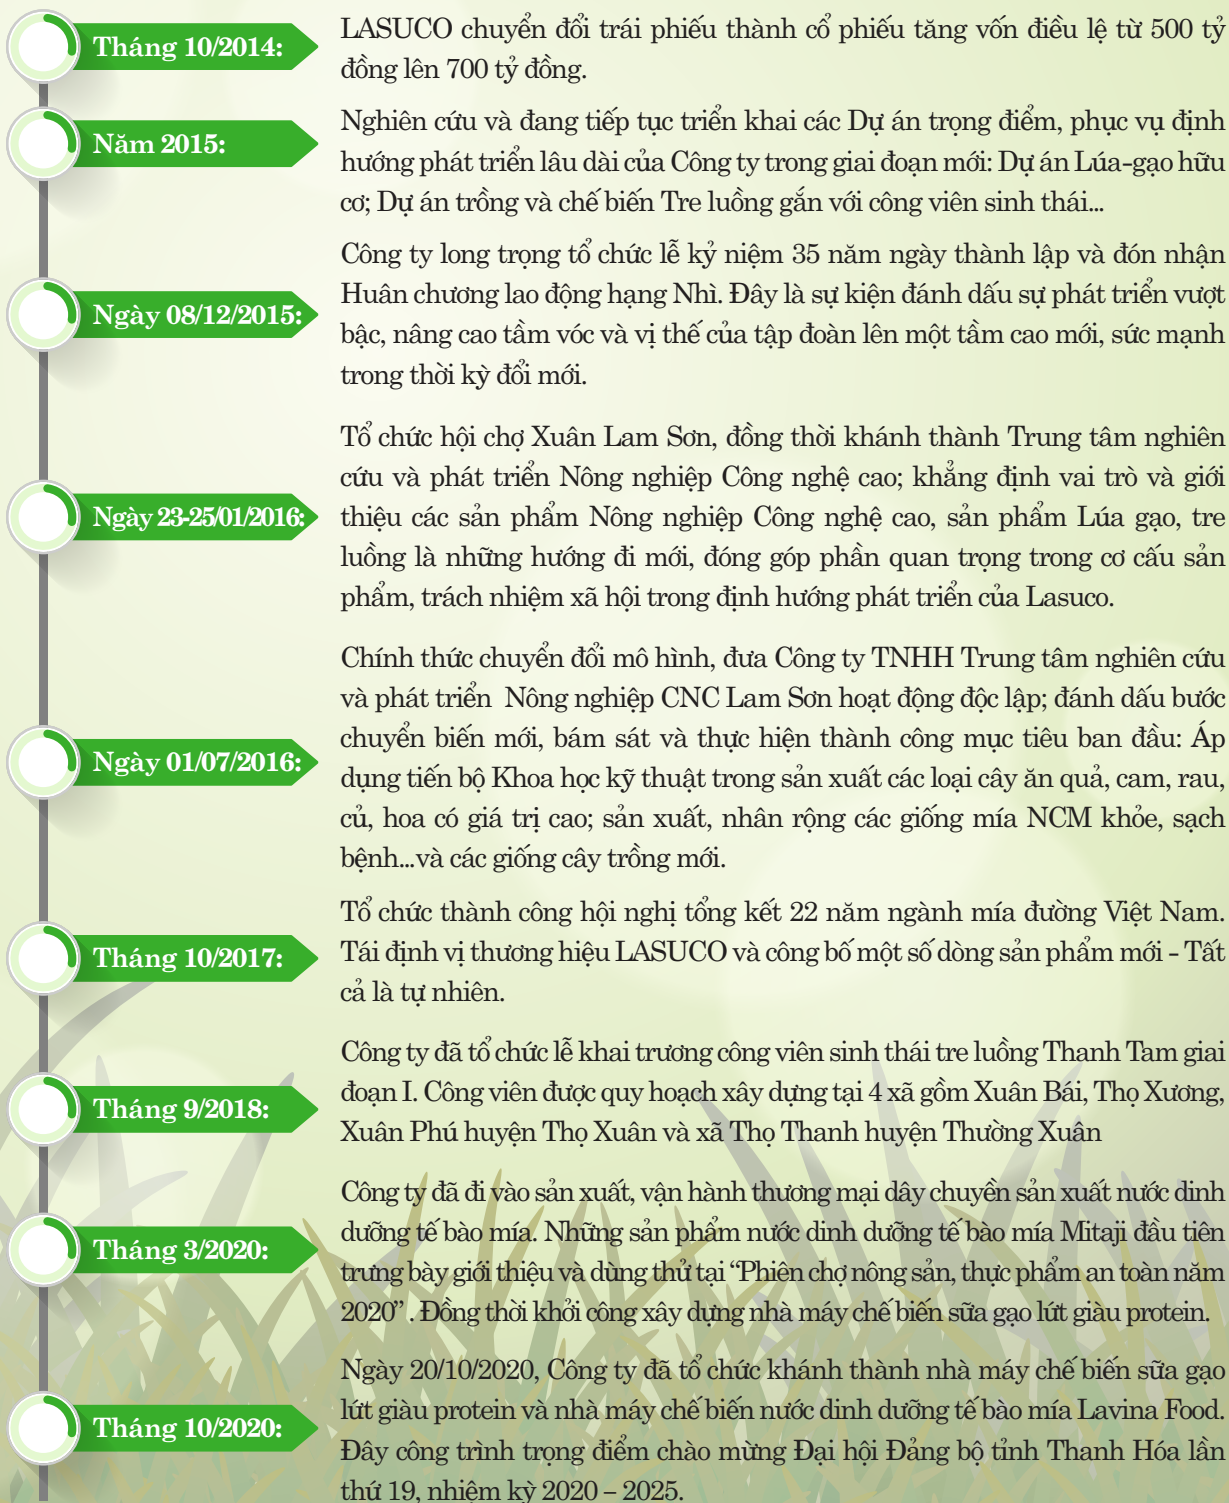 Tháng 10/2014:
LASUCO chuyển đổi trái phiếu thành cổ phiếu tăng vốn điều lệ từ 500 tỷ
đồng lên 700 tỷ đồng.
Năm 2015:
Nghiên cứu và đang tiếp tục triển khai các Dự án trọng điểm, phục vụ định
hướng phát triển lâu dài của Công ty trong giai đoạn mới: Dự án Lúa-gạo hữu
cơ; Dự án trồng và chế biến Tre luồng gắn với công viên sinh thái...
Ngày 08/12/2015:
Công ty long trọng tổ chức lễ kỷ niệm 35 năm ngày thành lập và đón nhận
Huân chương lao động hạng Nhì. Đây là sự kiện đánh dấu sự phát triển vượt
bậc, nâng cao tầm vóc và vị thế của tập đoàn lên một tầm cao mới, sức mạnh
trong thời kỳ đổi mới.
Ngày 23-25/01/2016:
Tổ chức hội chợ Xuân Lam Sơn, đồng thời khánh thành Trung tâm nghiên
cứu và phát triển Nông nghiệp Công nghệ cao; khẳng định vai trò và giới
thiệu các sản phẩm Nông nghiệp Công nghệ cao, sản phẩm Lúa gạo, tre
luồng là những hướng đi mới, đóng góp phần quan trọng trong cơ cấu sản
phẩm, trách nhiệm xã hội trong định hướng phát triển của Lasuco.
Ngày 01/07/2016:
Chính thức chuyển đổi mô hình, đưa Công ty TNHH Trung tâm nghiên cứu
và phát triển Nông nghiệp CNC Lam Sơn hoạt động độc lập; đánh dấu bước
chuyển biến mới, bám sát và thực hiện thành công mục tiêu ban đầu: Áp
dụng tiến bộ Khoa học kỹ thuật trong sản xuất các loại cây ăn quả, cam, rau,
củ, hoa có giá trị cao; sản xuất, nhân rộng các giống mía NCM khỏe, sạch
bệnh...và các giống cây trồng mới.
Tháng 10/2017:
Tổ chức thành công hội nghị tổng kết 22 năm ngành mía đường Việt Nam.
Tái định vị thương hiệu LASUCO và công bố một số dòng sản phẩm mới - Tất
cả là tự nhiên.
Tháng 9/2018:
Công ty đã tổ chức lễ khai trương công viên sinh thái tre luồng Thanh Tam giai
đoạn I. Công viên được quy hoạch xây dựng tại 4 xã gồm Xuân Bái, Thọ Xương,
Xuân Phú huyện Thọ Xuân và xã Thọ Thanh huyện Thường Xuân
Tháng 3/2020:
Công ty đã đi vào sản xuất, vận hành thương mại dây chuyền sản xuất nước dinh
dưỡng tế bào mía. Những sản phẩm nước dinh dưỡng tế bào mía Mitaji đầu tiên
trưng bày giới thiệu và dùng thử tại “Phiên chợ nông sản, thực phẩm an toàn năm
2020” . Đồng thời khởi công xây dựng nhà máy chế biến sữa gạo lứt giàu protein.
Tháng 10/2020:
Ngày 20/10/2020, Công ty đã tổ chức khánh thành nhà máy chế biến sữa gạo
lứt giàu protein và nhà máy chế biến nước dinh dưỡng tế bào mía Lavina Food.
Đây công trình trọng điểm chào mừng Đại hội Đảng bộ tỉnh Thanh Hóa lần
thứ 19, nhiệm kỳ 2020 – 2025.